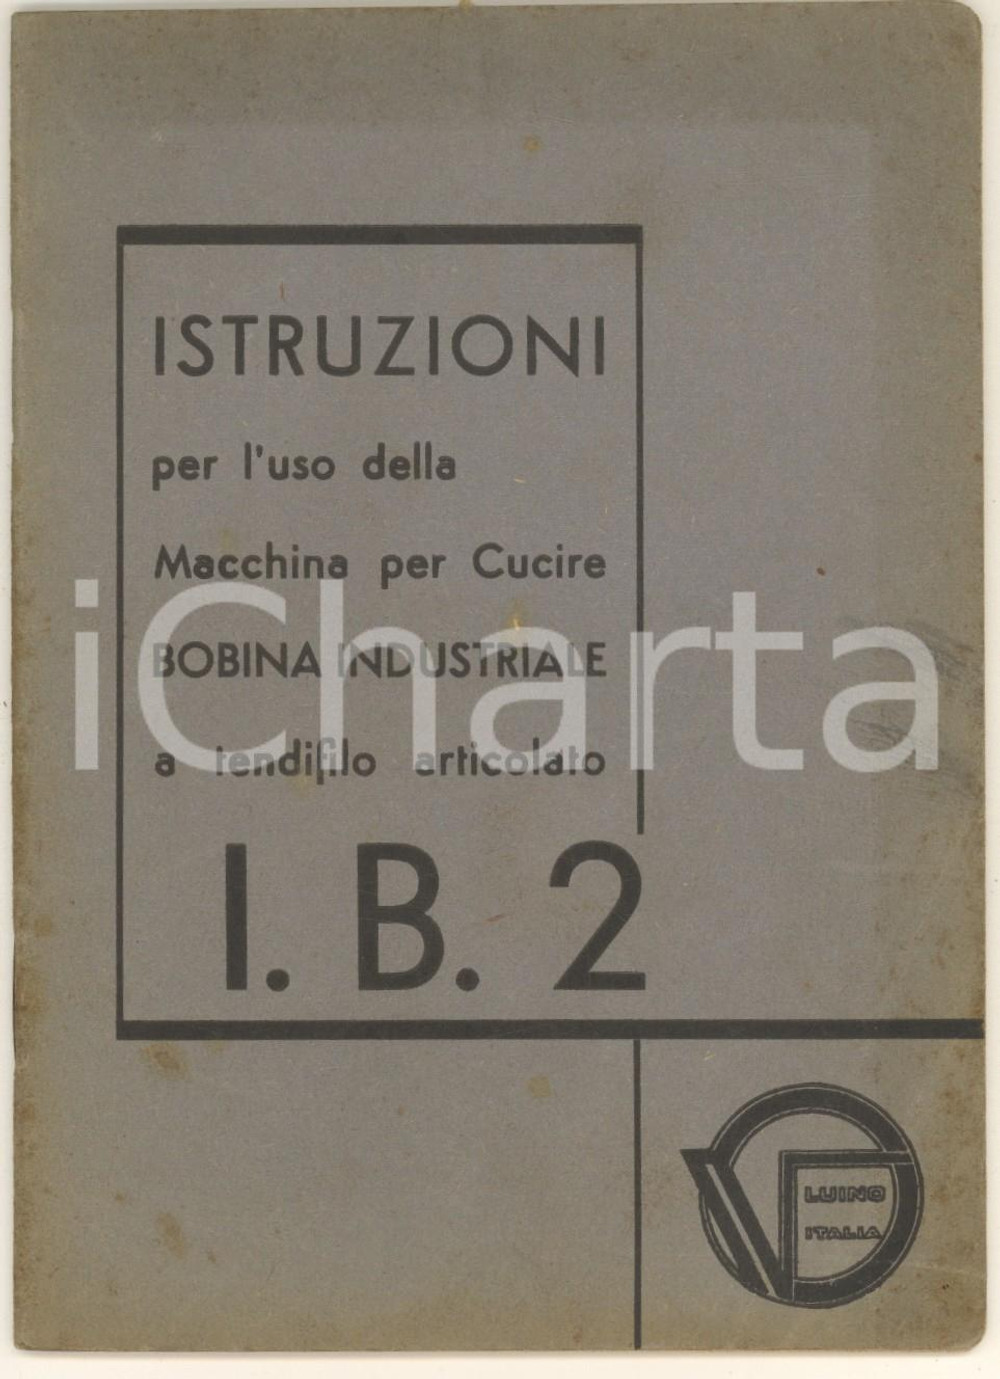 ISTRUZIONI
per l'uso della
Macchina per Cucire
BOBINA INDUSTRIALE
a tendifilo articolato
I. B. 2
iCharta
LUINO
ITALIA